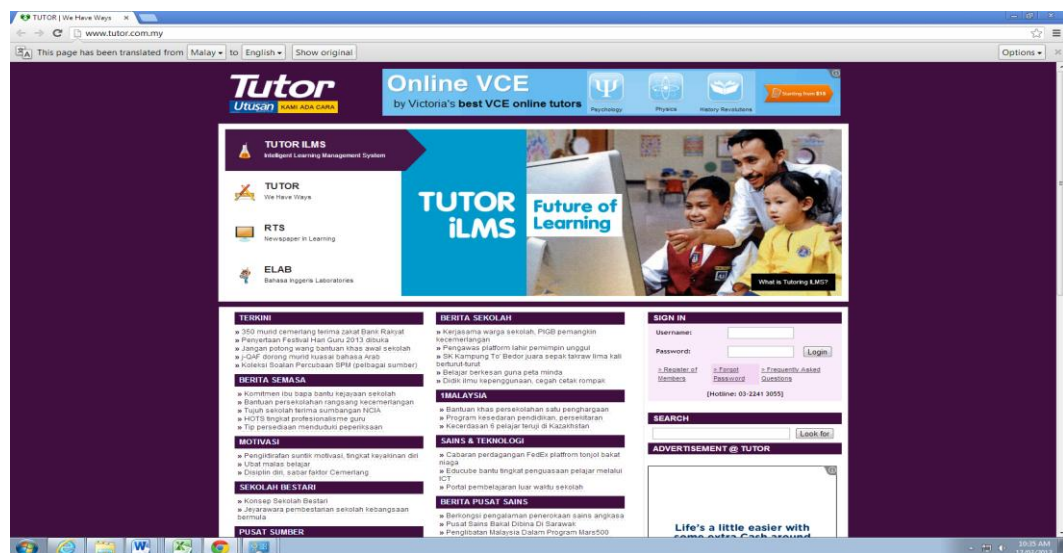 TUTOR | We Have Ways
www.tutor.com.my
This page has been translated from Malay to English Show original Options
Tutor
Utusan KAMI ADA CARA
Online VCE
by Victoria's best VCE online tutors
Psychology Physics History Revolutions
Starting from $10
TUTOR ILMS
Intelligent Learning Management System
TUTOR
We Have Ways
RTS
Newspaper in Learning
ELAB
Bahasa Inggeris Laboratories
TUTOR
iLMS
Future of
Learning
What is Tutoring ILMS?
TERKINI
» 350 murid cemerlang terima zakat Bank Rakyat
» Penyertaan Festival Hari Guru 2013 dibuka
» Jangan potong wang bantuan khas awal sekolah
» j-QAF dorong murid kuasai bahasa Arab
» Koleksi Soalan Percubaan SPM (pelbagai sumber)
BERITA SEMASA
» Komitmen ibu bapa bantu kejayaan sekolah
» Bantuan persekolahan rangsang kecemerlangan
» Tujuh sekolah terima sumbangan NCIA
» HOTS tingkat profesionalisme guru
» Tip persediaan menduduki peperiksaan
MOTIVASI
» Pengiktirafan suntik motivasi, tingkat keyakinan diri
» Ubat malas belajar
» Disiplin diri, sabar faktor Cemerlang
SEKOLAH BESTARI
» Konsep Sekolah Bestari
» Jeyarawara pembestarian sekolah kebangsaan
bermula
PUSAT SUMBER
BERITA SEKOLAH
» Kerjasama warga sekolah, PIGB pemangkin
kecemerlangan
» Pengawas platform lahir pemimpin unggul
» SK Kampung To' Bedor juara sepak takraw lima kali
berturut-turut
» Belajar berkesan guna peta minda
» Didik ilmu kepenggunaan, cegah cetak rompak
1MALAYSIA
» Bantuan khas persekolahan satu penghargaan
» Program kesedaran pendidikan, persekitaran
» Kecerdasan 6 pelajar teruji di Kazakhstan
SAINS & TEKNOLOGI
» Cabaran perdagangan FedEx platfrom tonjol bakat
niaga
» Educube bantu tingkat penguasaan pelajar melalui
ICT
» Portal pembelajaran luar waktu sekolah
BERITA PUSAT SAINS
» Berkongsi pengalaman penerokaan sains angkasa
» Pusat Sains Bakal Dibina Di Sarawak
» Penglibatan Malaysia Dalam Program Mars500
SIGN IN
Username:
Password:
Login
» Register of Members
» Forgot Password
» Frequently Asked Questions
[Hotline: 03-2241 3055]
SEARCH
Look for
ADVERTISEMENT @ TUTOR
Life's a little easier with
some extra Cash around
10:35 AM